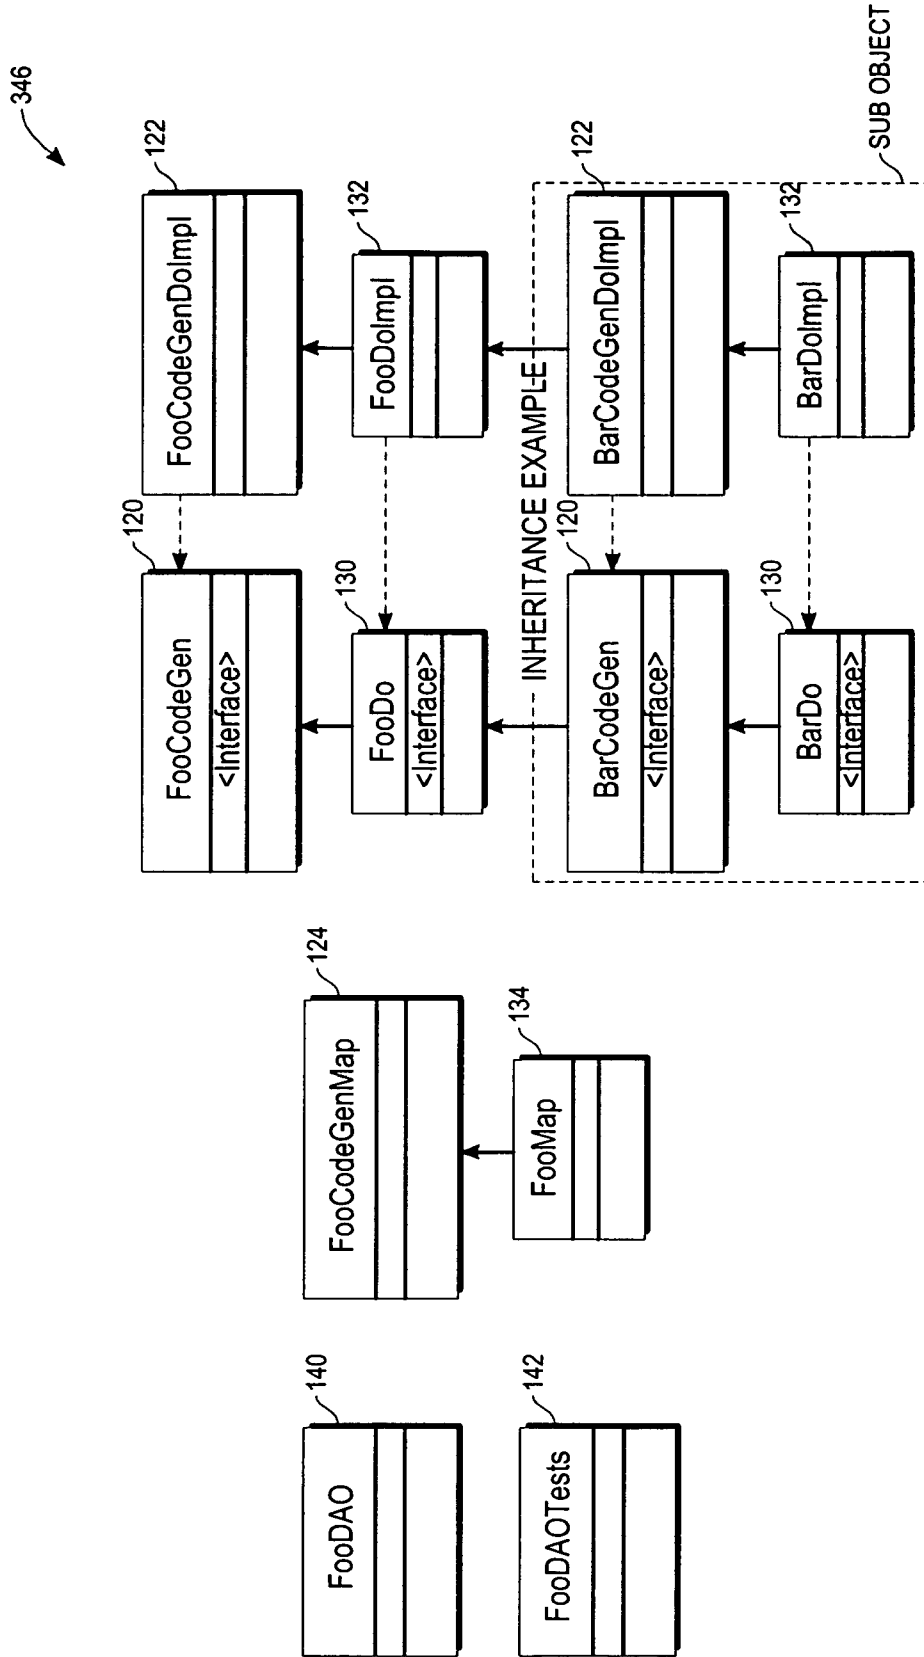 346
FooDAO
140
FooDAOTests
142
FooCodeGenMap
124
FooMap
134
FooCodeGen
<Interface>
120
FooCodeGenDoImpl
122
FooDo
<Interface>
130
FooDoImpl
132
INHERITANCE EXAMPLE
BarCodeGen
<Interface>
120
BarCodeGenDoImpl
122
BarDo
<Interface>
130
BarDoImpl
132
SUB OBJECT